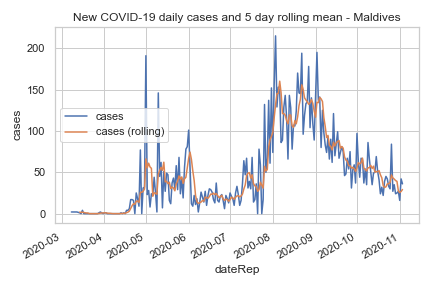 New COVID-19 daily cases and 5 day rolling mean - Maldives
cases
200
150
100
50
0
cases
cases (rolling)
2020-03
2020-04
2020-05
2020-06
2020-07
2020-08
2020-09
2020-10
2020-11
dateRep